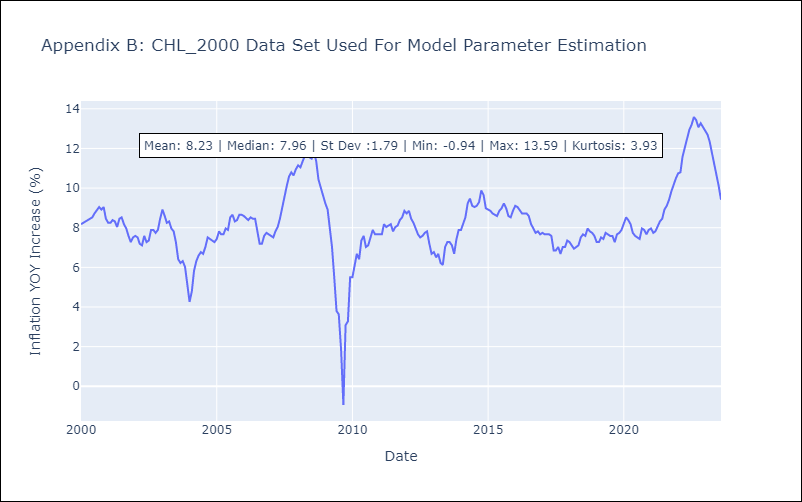 Appendix B: CHL_2000 Data Set Used For Model Parameter Estimation
14
Mean: 8.23 | Median: 7.96 | St Dev :1.79 | Min: -0.94 | Max: 13.59 | Kurtosis: 3.93
12
10
8
6
4
2
0
Inflation YOY Increase (%)
2000 2005 2010 2015 2020
Date